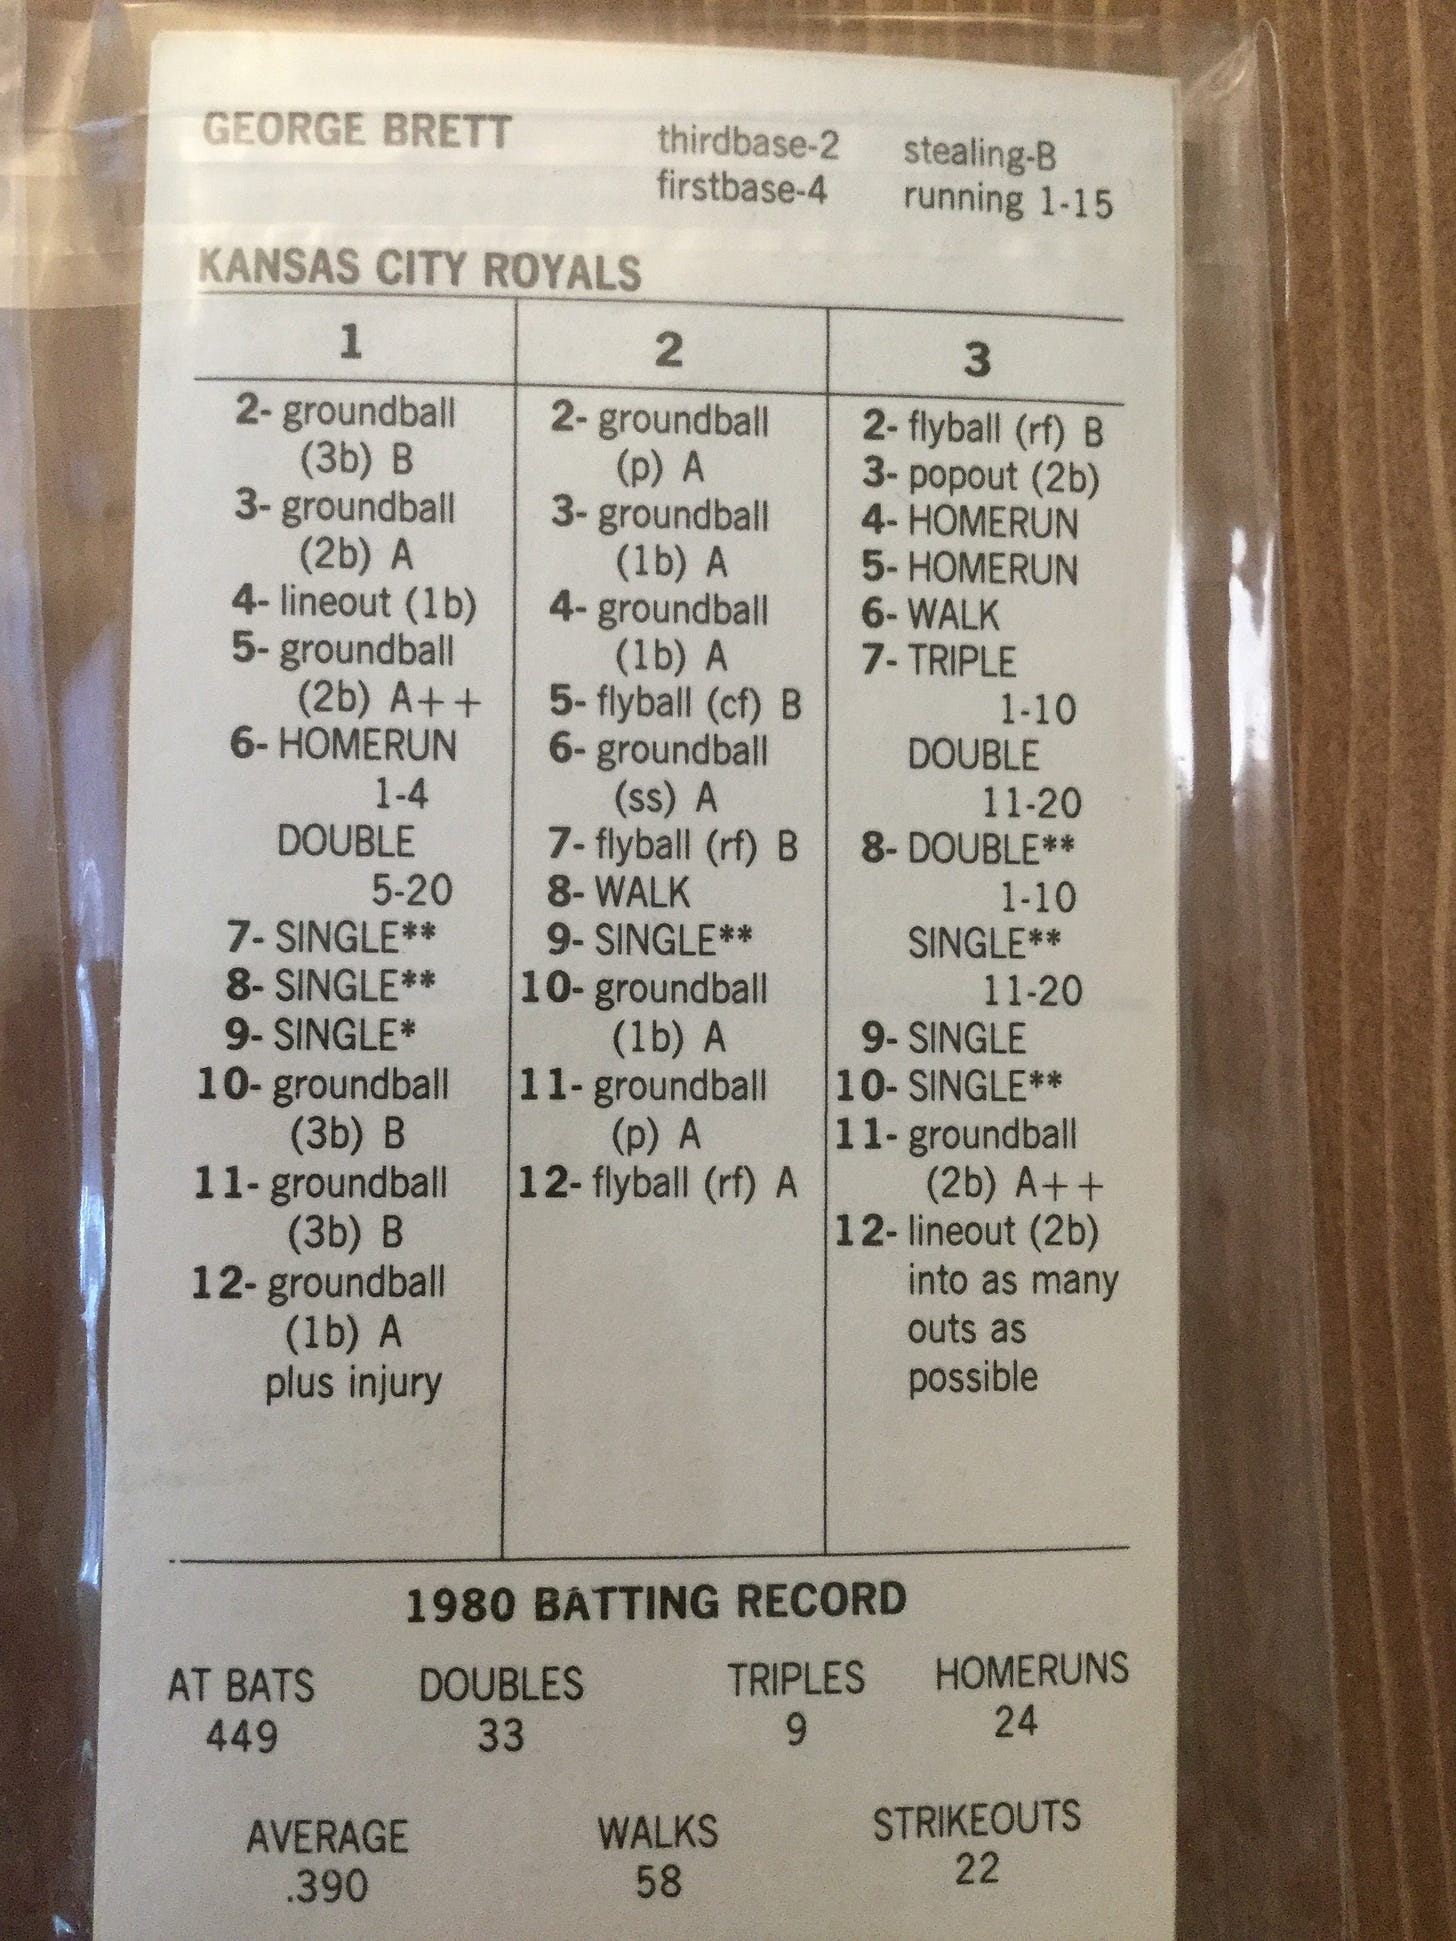 GEORGE BRETT thirdbase-2 stealing-B
firstbase-4 running 1-15
KANSAS CITY ROYALS
1
2- groundball
(3b) B
3- groundball
(2b) A
4- lineout (1b)
5- groundball
(2b) A++
6- HOMERUN
1-4
DOUBLE
5-20
7- SINGLE**
8- SINGLE**
9- SINGLE*
10- groundball
(3b) B
11- groundball
(3b) B
12- groundball
(1b) A
plus injury
2
2- groundball
(p) A
3- groundball
(1b) A
4- groundball
(1b) A
5- flyball (cf) B
6- groundball
(ss) A
7- flyball (rf) B
8- WALK
9- SINGLE**
10- groundball
(1b) A
11- groundball
(p) A
12- flyball (rf) A
3
2- flyball (rf) B
3- popout (2b)
4- HOMERUN
5- HOMERUN
6- WALK
7- TRIPLE
1-10
DOUBLE
11-20
8- DOUBLE**
1-10
SINGLE**
11-20
9- SINGLE
10- SINGLE**
11- groundball
(2b) A++
12- lineout (2b)
into as many
outs as
possible
1980 BATTING RECORD
AT BATS DOUBLES TRIPLES HOMERUNS
449 33 9 24
AVERAGE WALKS STRIKEOUTS
.390 58 22